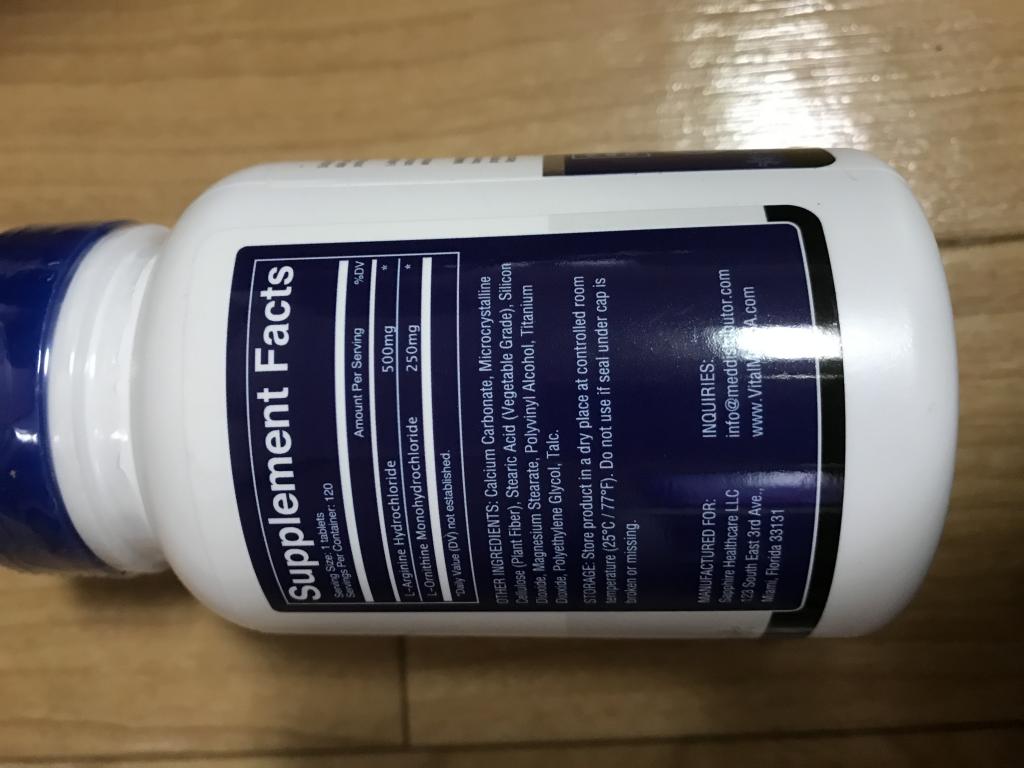 Supplement Facts
Serving Size: 1 tablets
Servings Per Container: 120
Amount Per Serving %DV
L-Arginine Hydrochloride 500mg *
L-Ornithine Monohydrochloride 250mg *
*Daily Value (DV) not established.
OTHER INGREDIENTS: Calcium Carbonate, Microcrystalline
Cellulose (Plant Fiber), Stearic Acid (Vegetable Grade), Silicon
Dioxide, Magnesium Stearate, Polyvinyl Alcohol, Titanium
Dioxide, Polyethylene Glycol, Talc.
STORAGE: Store product in a dry place at controlled room
temperature (25°C / 77°F). Do not use if seal under cap is
broken or missing.
MANUFACTURED FOR:
Sapphire Healthcare LLC
123 South East 3rd Ave.,
Miami, Florida 33131
INQUIRIES: